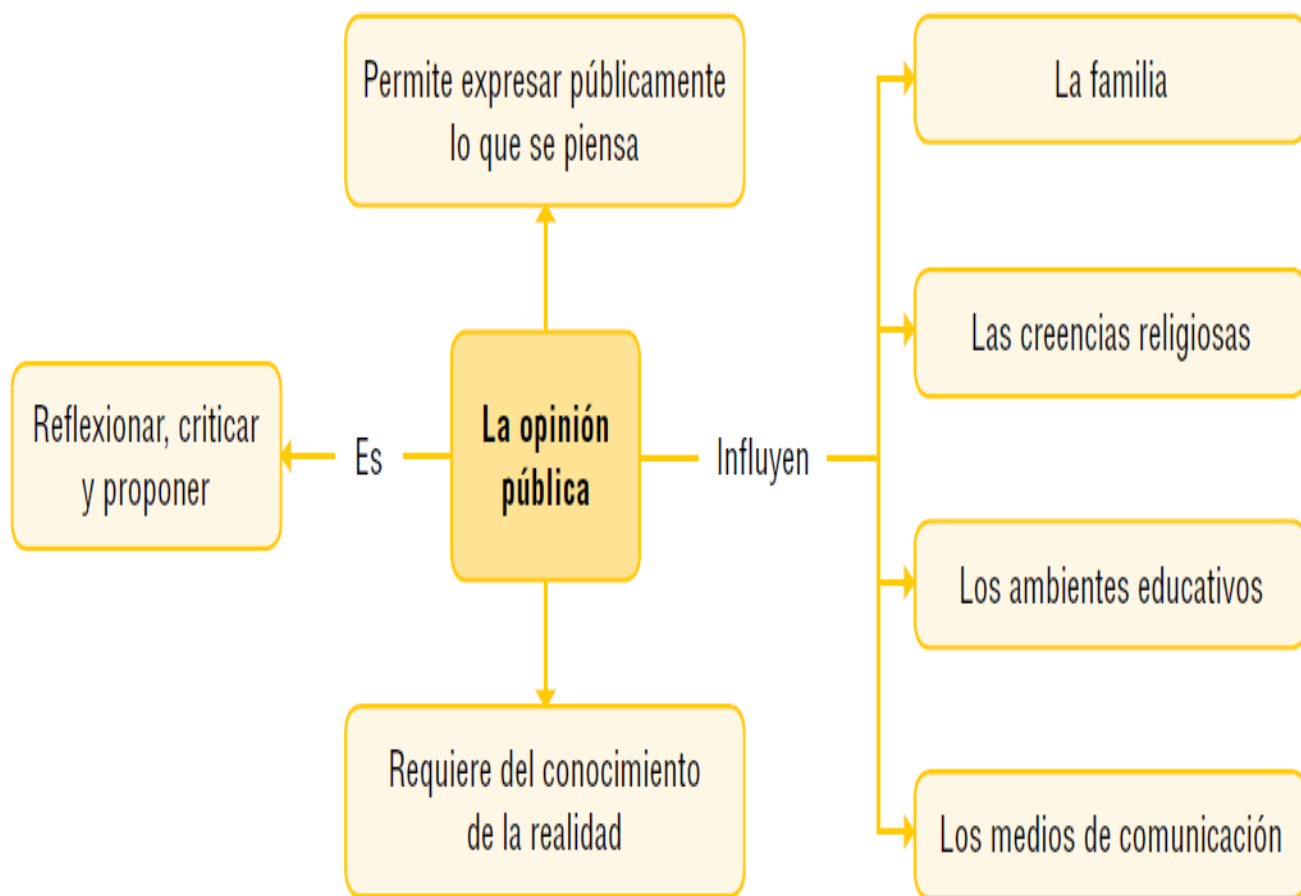 Permite expresar públicamente
lo que se piensa
La familia
Las creencias religiosas
Reflexionar, criticar
y proponer
Es
La opinión
pública
Influyen
Los ambientes educativos
Requiere del conocimiento
de la realidad
Los medios de comunicación